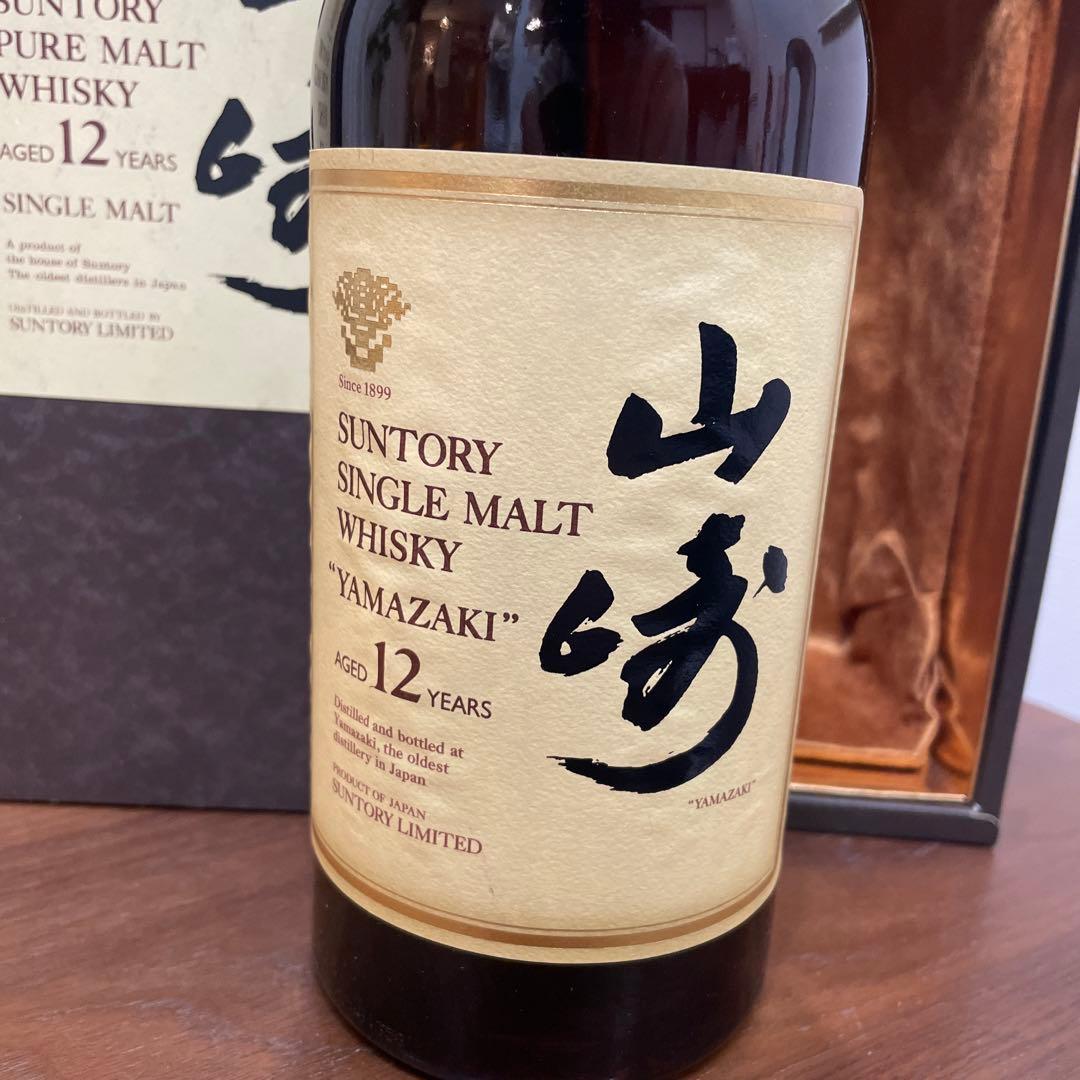 SUNTORY
PURE MALT
WHISKY
AGED 12 YEARS
SINGLE MALT
A product of
the house of Suntory
The oldest distillers in Japan
DISTILLED AND BOTTLED BY
SUNTORY LIMITED
Since 1899
SUNTORY
SINGLE MALT
WHISKY
“YAMAZAKI”
AGED 12 YEARS
Distilled and bottled at
Yamazaki, the oldest
distillery in Japan
PRODUCT OF JAPAN
SUNTORY LIMITED
山崎
“YAMAZAKI”